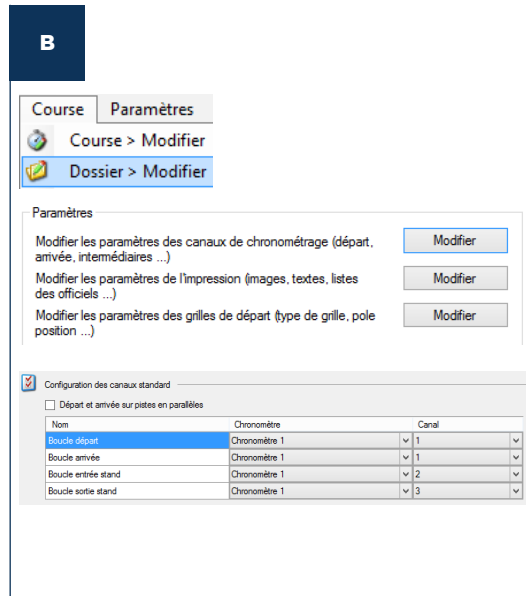 B
Course Paramètres
Course > Modifier
Dossier > Modifier
Paramètres
Modifier les paramètres des canaux de chronométrage (départ, Modifier
arrivée, intermédiaires ...)
Modifier les paramètres de l'impression (images, textes, listes Modifier
des officiels ...)
Modifier les paramètres des grilles de départ (type de grille, pole Modifier
position ...)
Configuration des canaux standard
Départ et arrivée sur pistes en parallèles
Nom Chronomètre Canal
Boucle départ Chronomètre 1 1
Boucle arrivée Chronomètre 1 1
Boucle entrée stand Chronomètre 1 2
Boucle sortie stand Chronomètre 1 3